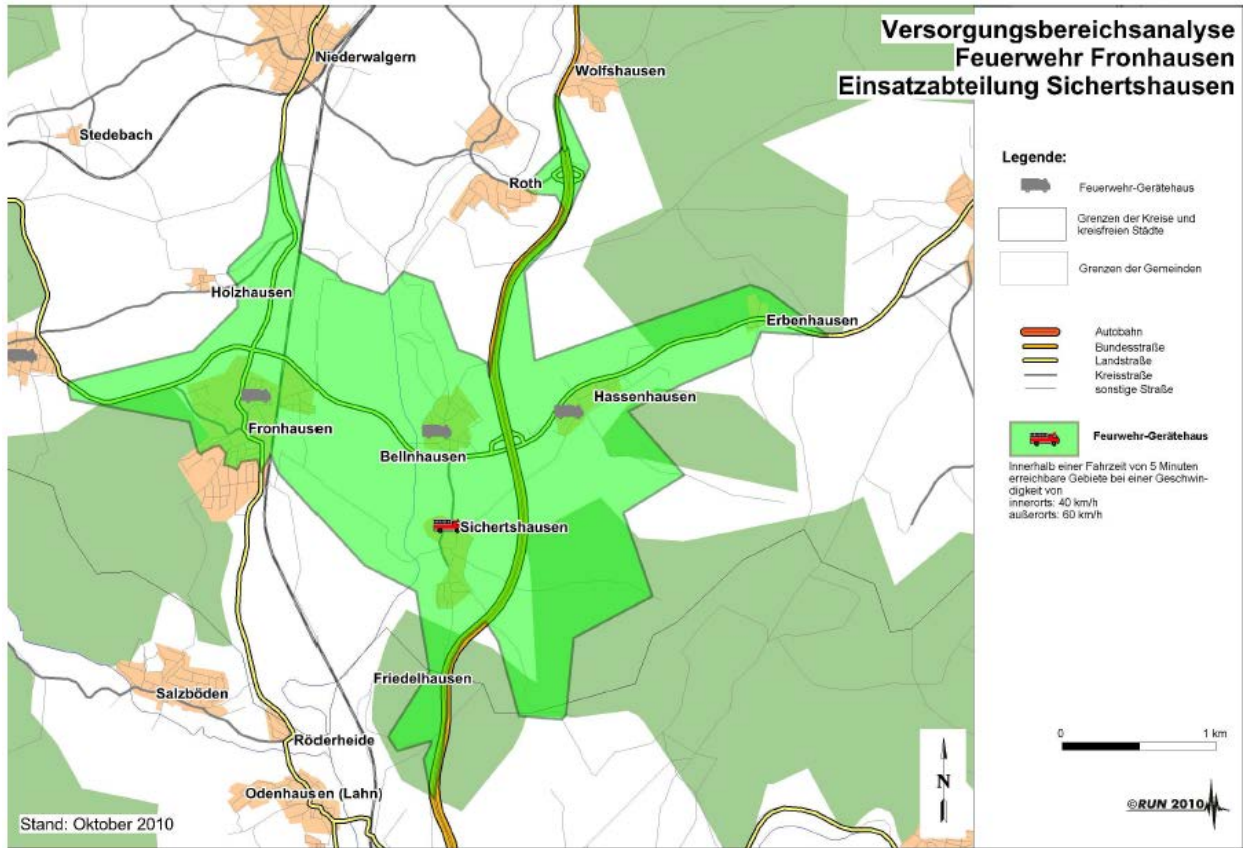 Versorgungsbereichsanalyse
Feuerwehr Fronhausen
Einsatzabteilung Sichertshausen
Niederwalgern
Wolfshausen
Stedebach
Roth
Holzhausen
Erbenhausen
Hassenhausen
Fronhausen
Bellnhausen
Sichertshausen
Friedelhausen
Salzböden
Röderheide
Odenhausen (Lahn)
Stand: Oktober 2010
Legende:
Feuerwehr-Gerätehaus
Grenzen der Kreise und
kreisfreien Städte
Grenzen der Gemeinden
Autobahn
Bundesstraße
Landstraße
Kreisstraße
sonstige Straße
Feurwehr-Gerätehaus
Innerhalb einer Fahrzeit von 5 Minuten
erreichbare Gebiete bei einer Geschwin-
digkeit von
innerorts: 40 km/h
außerorts: 60 km/h
0 1 km
N
©RUN 2010